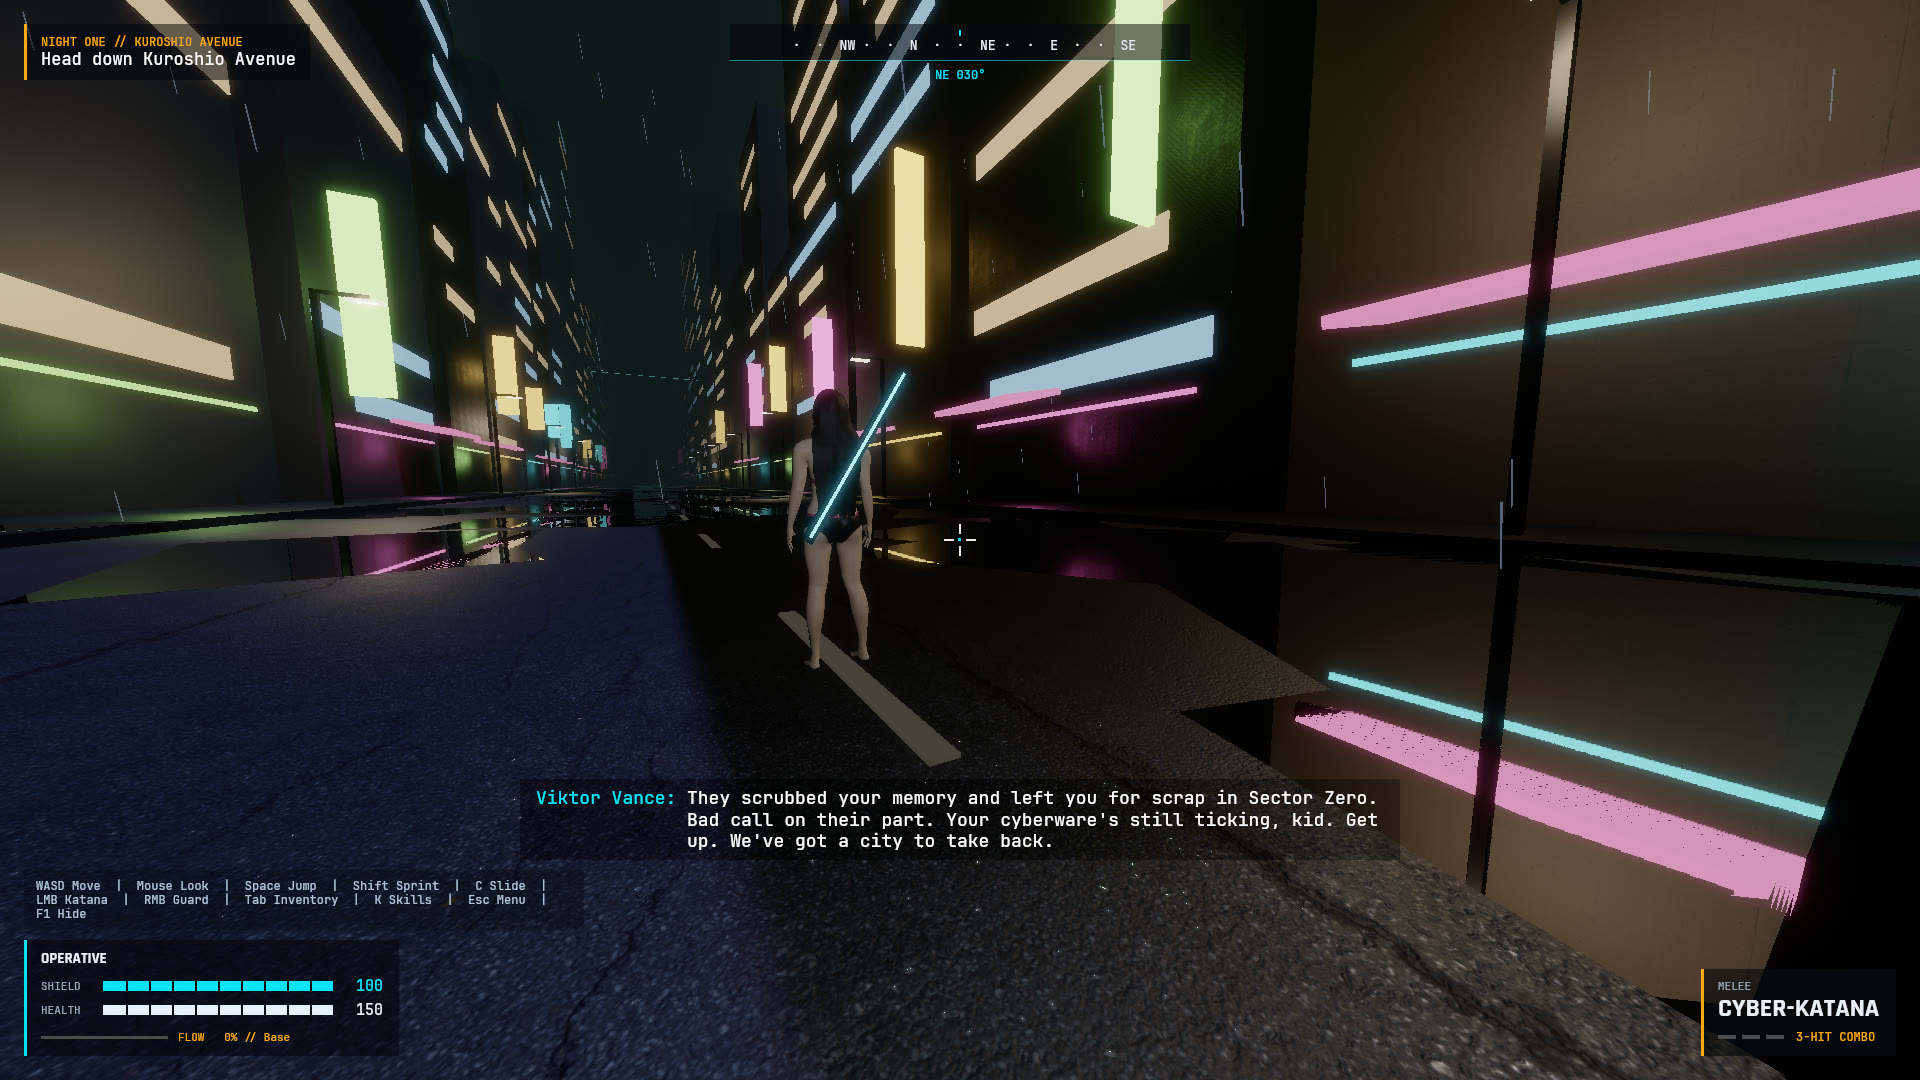 NIGHT ONE // KUROSHIO AVENUE
Head down Kuroshio Avenue
· · NW · · N · · NE · · E · · SE
NE 030°
Viktor Vance: They scrubbed your memory and left you for scrap in Sector Zero.
Bad call on their part. Your cyberware's still ticking, kid. Get
up. We've got a city to take back.
WASD Move | Mouse Look | Space Jump | Shift Sprint | C Slide |
LMB Katana | RMB Guard | Tab Inventory | K Skills | Esc Menu |
F1 Hide
OPERATIVE
SHIELD 100
HEALTH 150
FLOW 0% // Base
MELEE
CYBER-KATANA
3-HIT COMBO